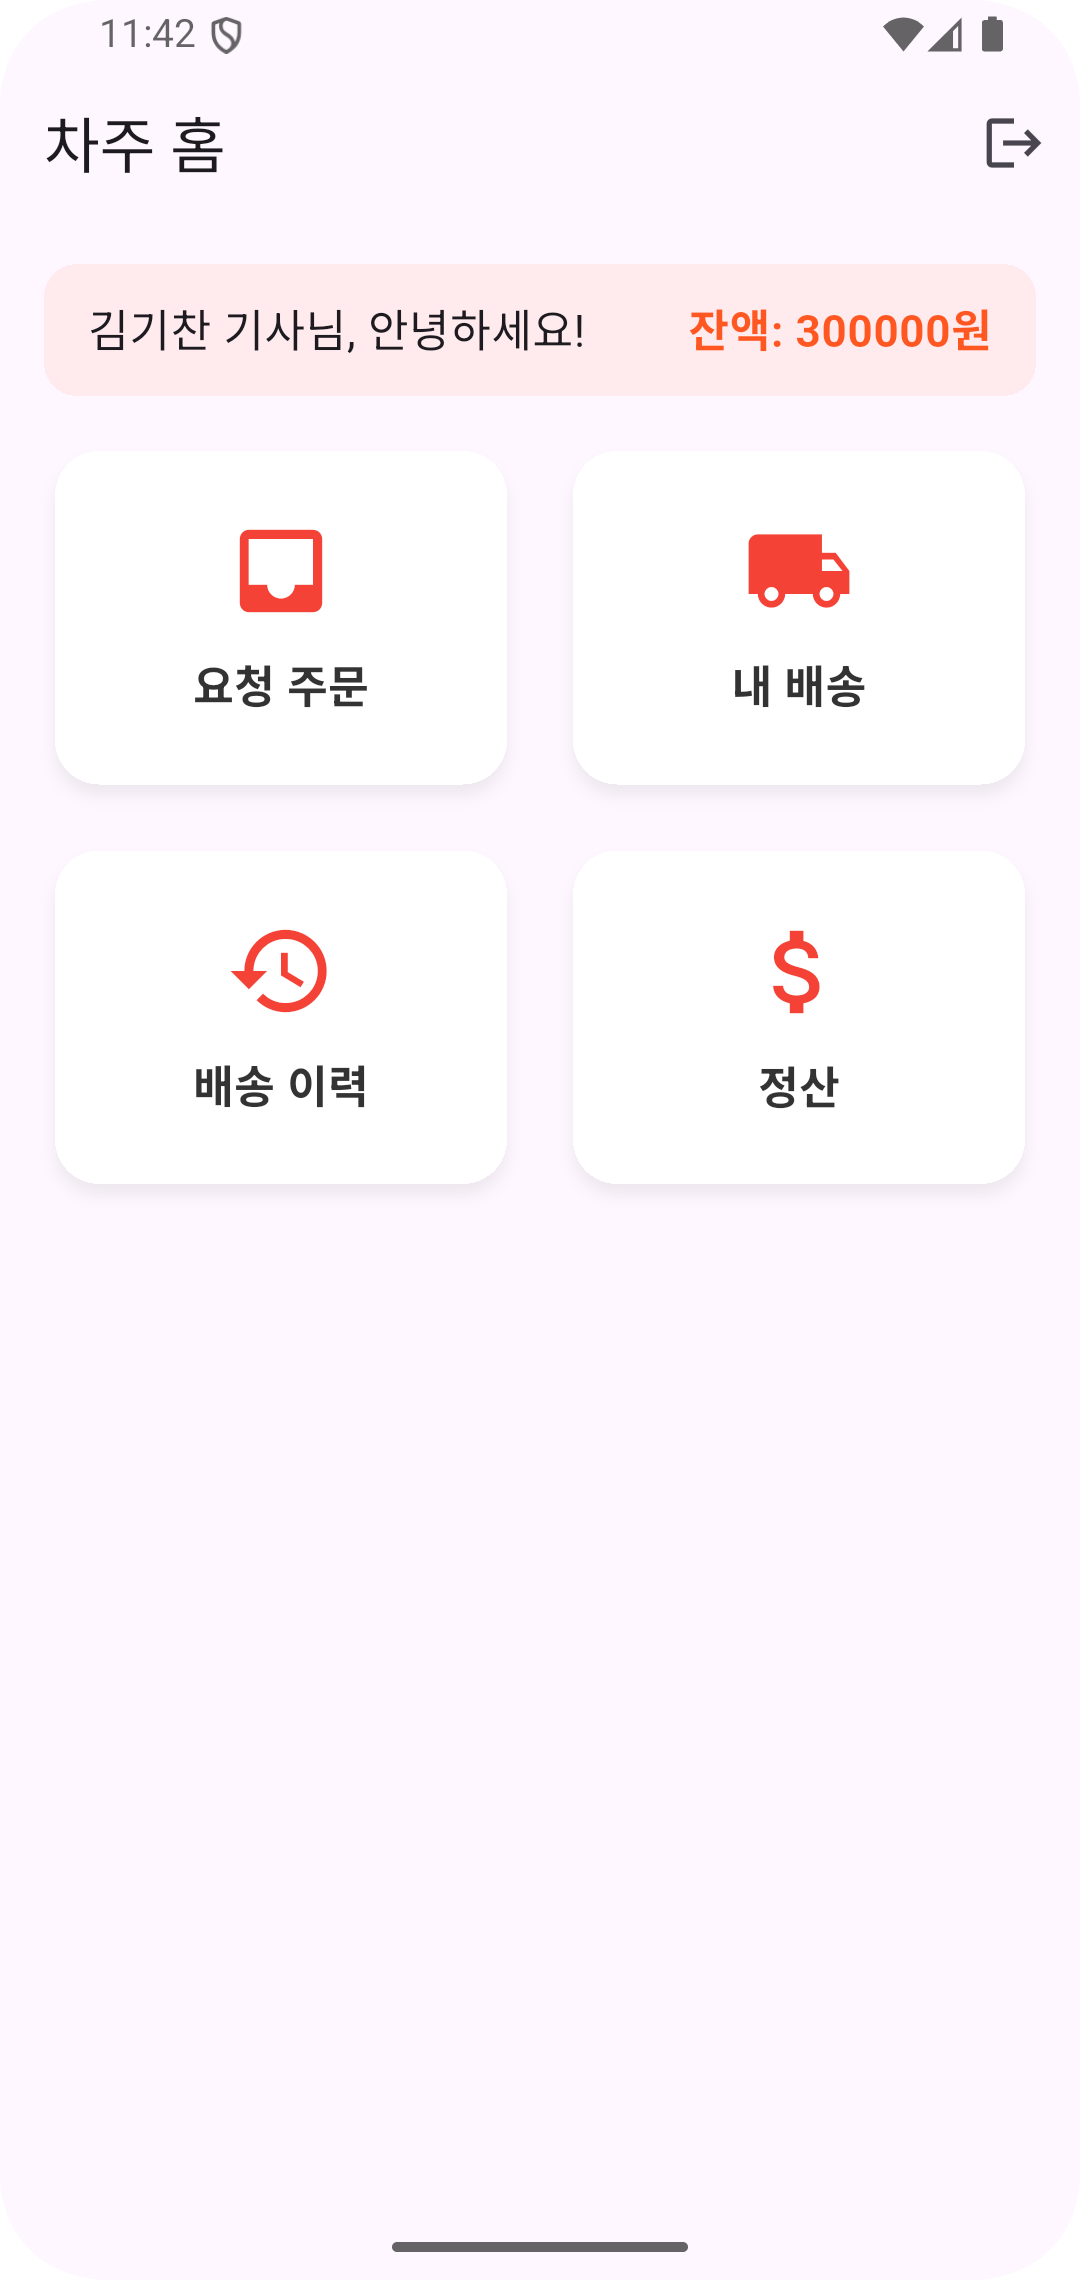 11:42
차주 홈
김기찬 기사님, 안녕하세요! 잔액: 300000원
요청 주문
내 배송
배송 이력
정산